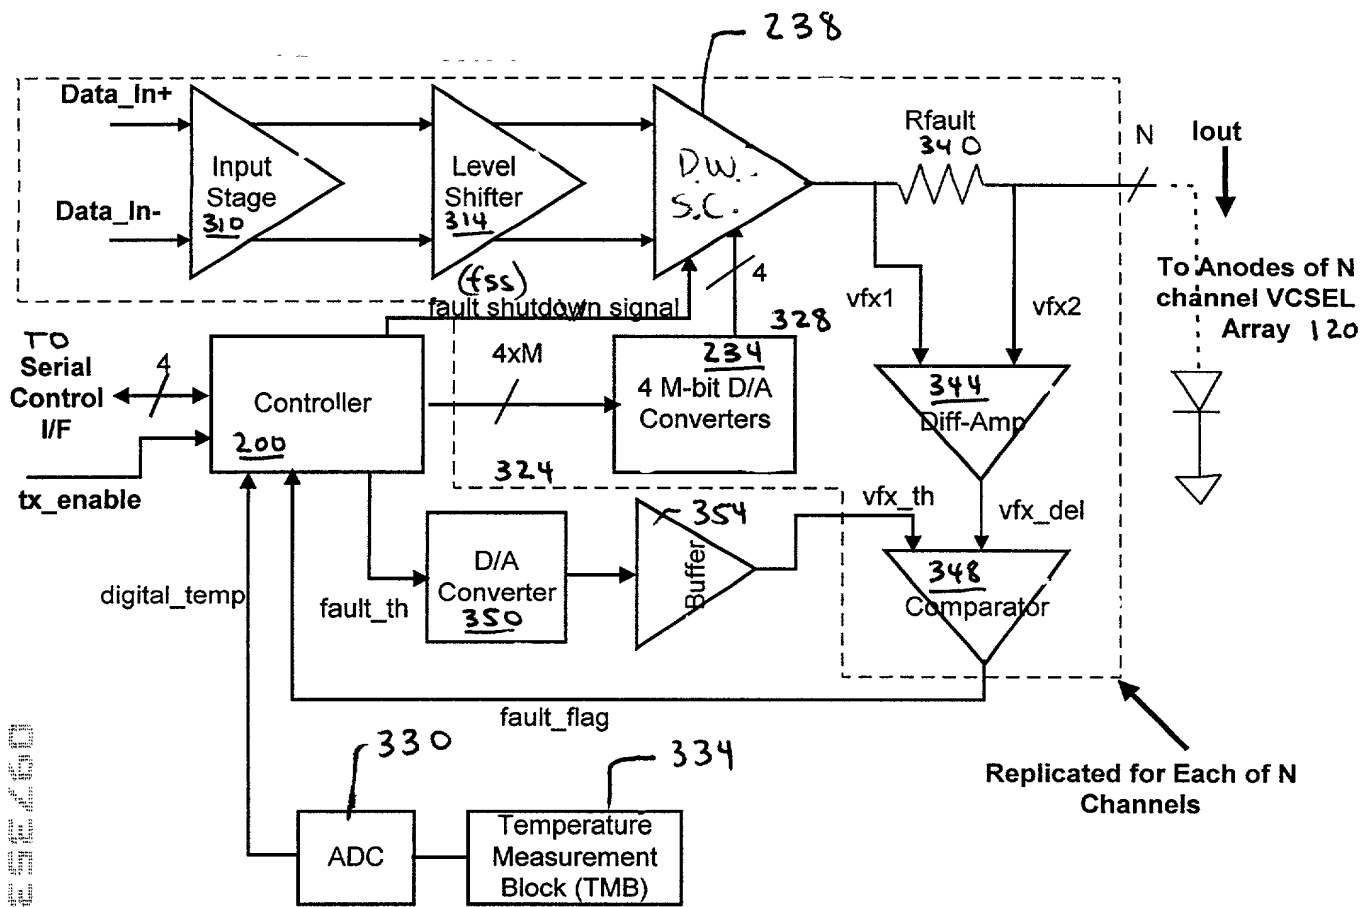 238
Data_In+
Data_In-
Input
Stage
310
Level
Shifter
314
D.W.
S.C.
Rfault
340
N
Iout
To Anodes of N
channel VCSEL
Array 120
(fss)
fault shutdown signal
4
vfx1
vfx2
TO
Serial
Control
I/F
4
Controller
200
4xM
328
234
4 M-bit D/A
Converters
344
Diff-Amp
tx_enable
324
vfx_th
vfx_del
digital_temp
fault_th
D/A
Converter
350
354
Buffer
348
Comparator
fault_flag
330
334
Replicated for Each of N
Channels
ADC
Temperature
Measurement
Block (TMB)